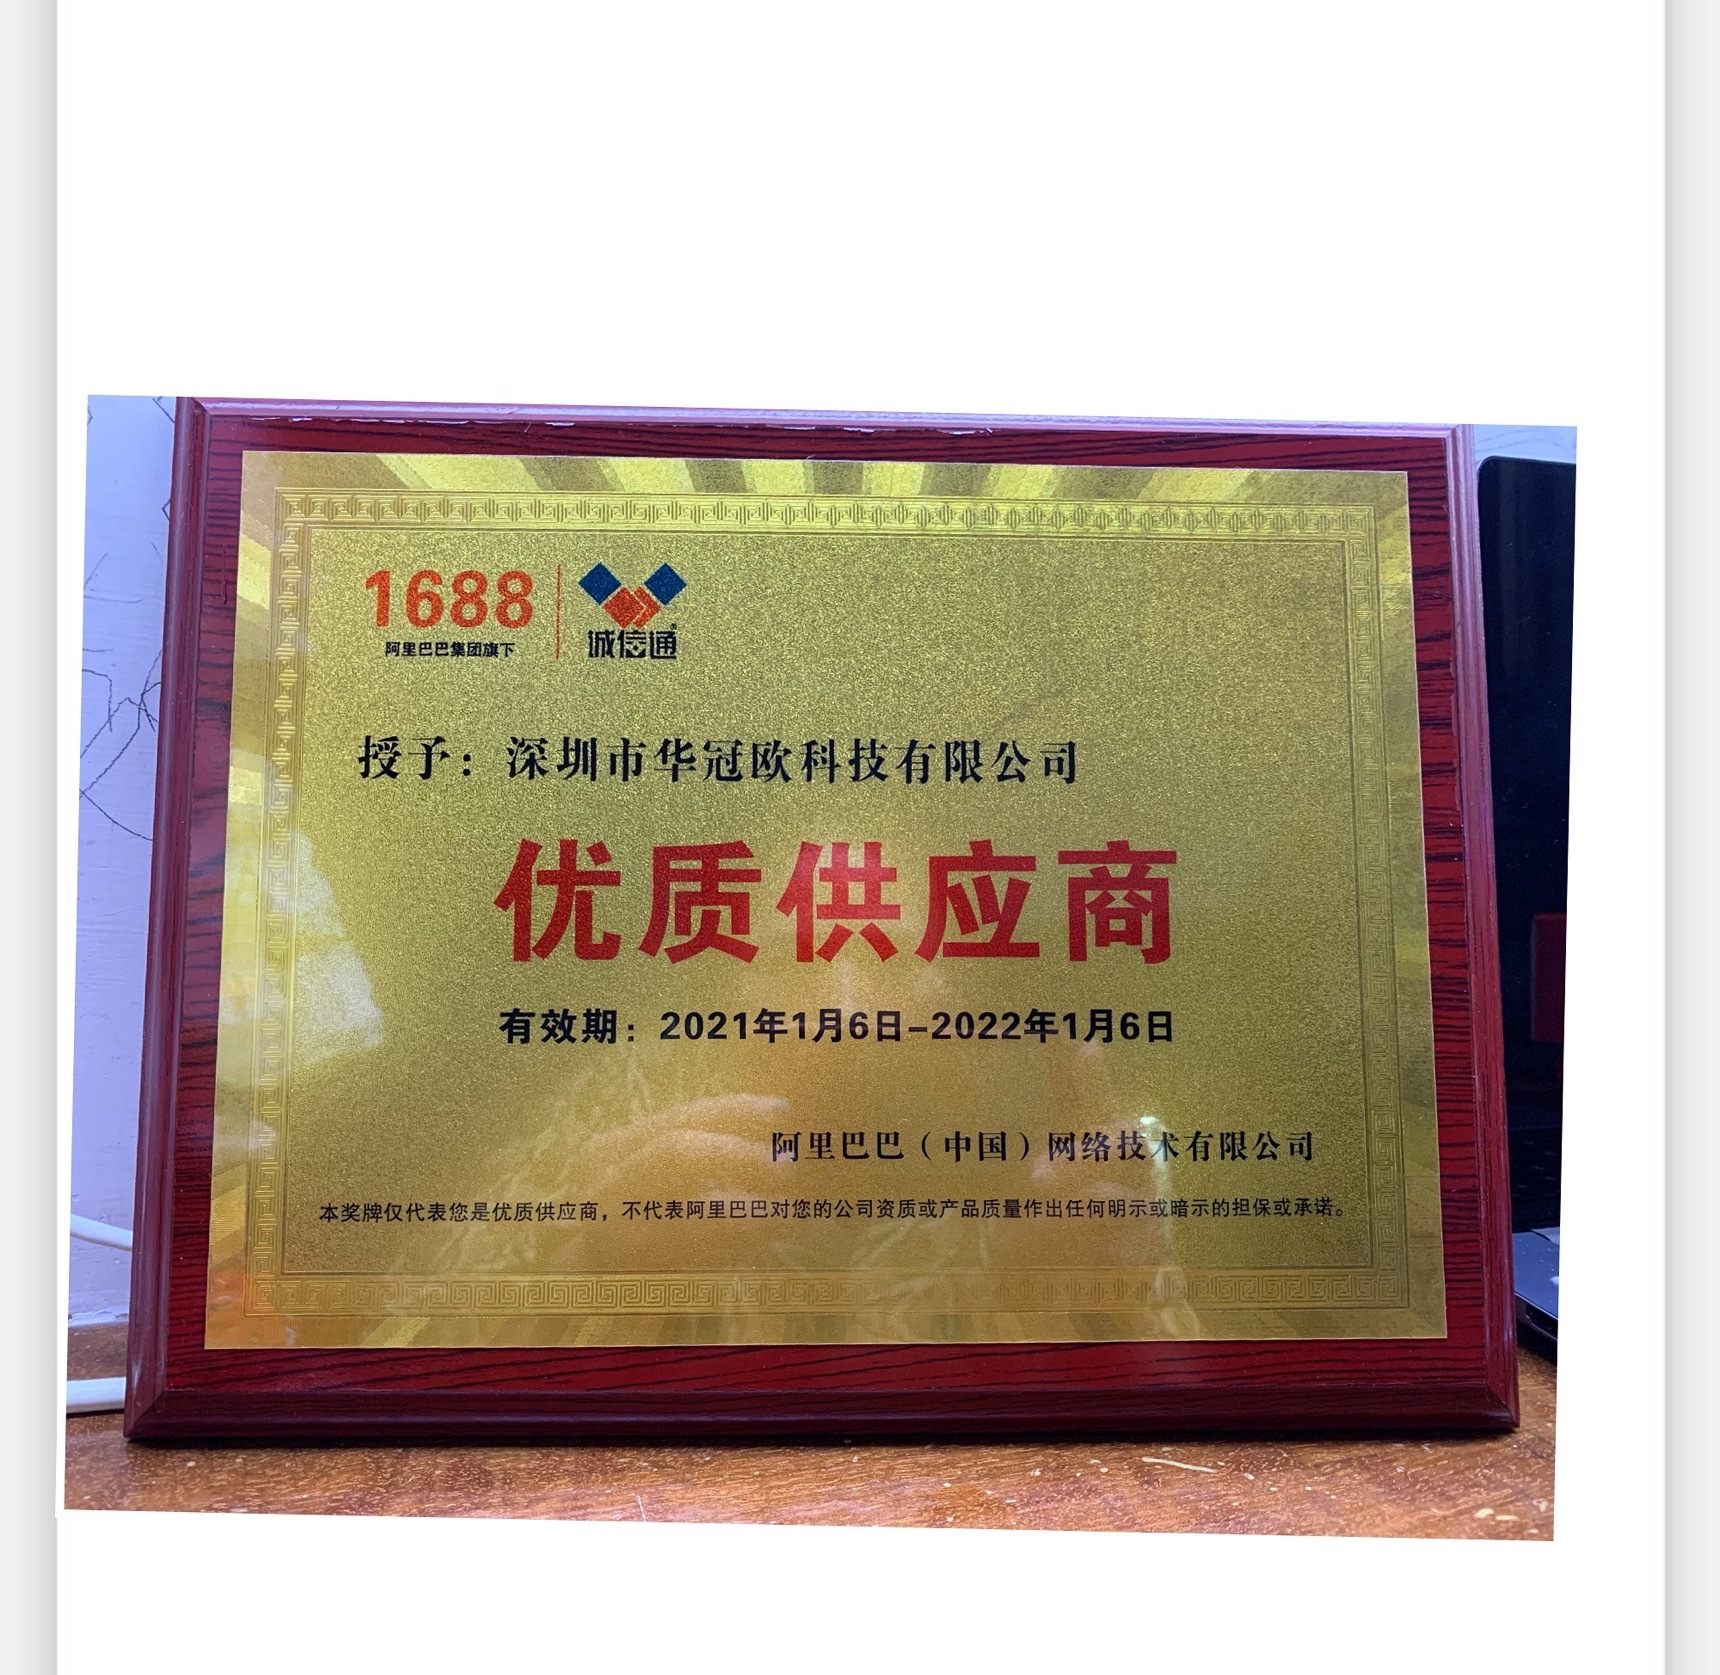 1688
阿里巴巴集团旗下
诚信通®
授予：深圳市华冠欧科技有限公司
优质供应商
有效期：2021年1月6日-2022年1月6日
阿里巴巴（中国）网络技术有限公司
本奖牌仅代表您是优质供应商，不代表阿里巴巴对您的公司资质或产品质量作出任何明示或暗示的担保或承诺。